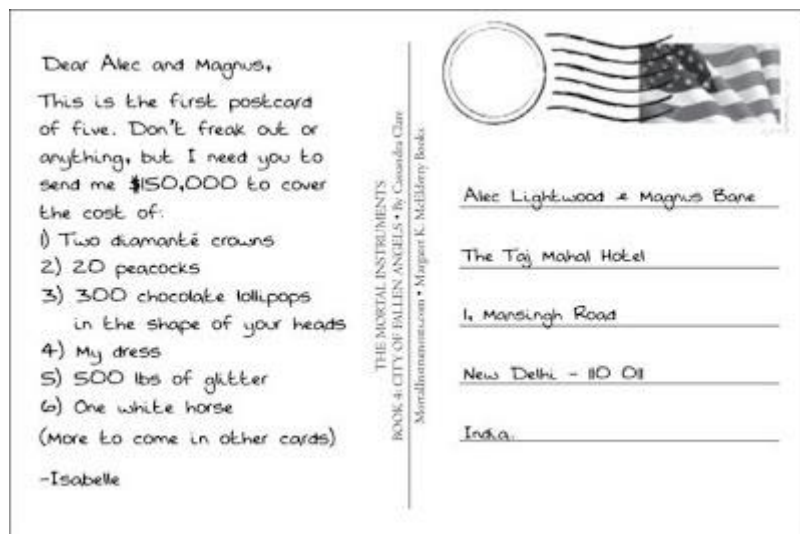 Dear Alec and Magnus,
This is the first postcard
of five. Don't freak out or
anything, but I need you to
send me $150,000 to cover
the cost of:
1) Two diamanté crowns
2) 20 peacocks
3) 300 chocolate lollipops
in the shape of your heads
4) My dress
5) 500 lbs of glitter
6) One white horse
(More to come in other cards)
-Isabelle
THE MORTAL INSTRUMENTS
BOOK 4: CITY OF FALLEN ANGELS • By Cassandra Clare
MortalInstruments.com • Margaret K. McElderry Books
Alec Lightwood & Magnus Bane
The Taj Mahal Hotel
1, Mansingh Road
New Delhi - 110 011
India.